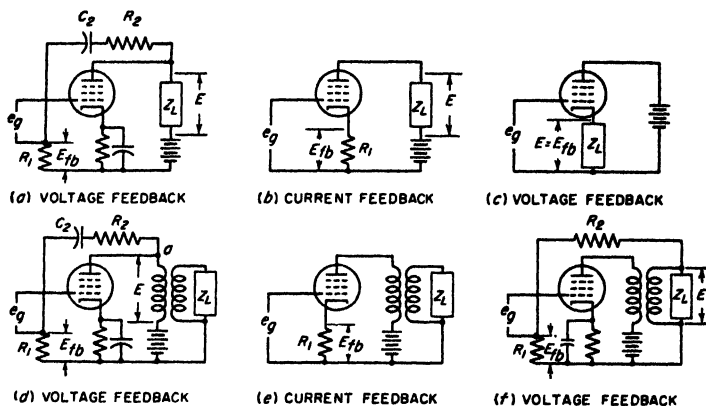 C2 R2
E
ZL
eg
R1
Efb
(a) VOLTAGE FEEDBACK
E
ZL
eg
Efb
R1
(b) CURRENT FEEDBACK
eg
E=Efb
ZL
(c) VOLTAGE FEEDBACK
C2 R2
a
E
ZL
eg
R1
Efb
(d) VOLTAGE FEEDBACK
ZL
eg
R1
Efb
(e) CURRENT FEEDBACK
R2
ZL
E
eg
R1
Efb
(f) VOLTAGE FEEDBACK